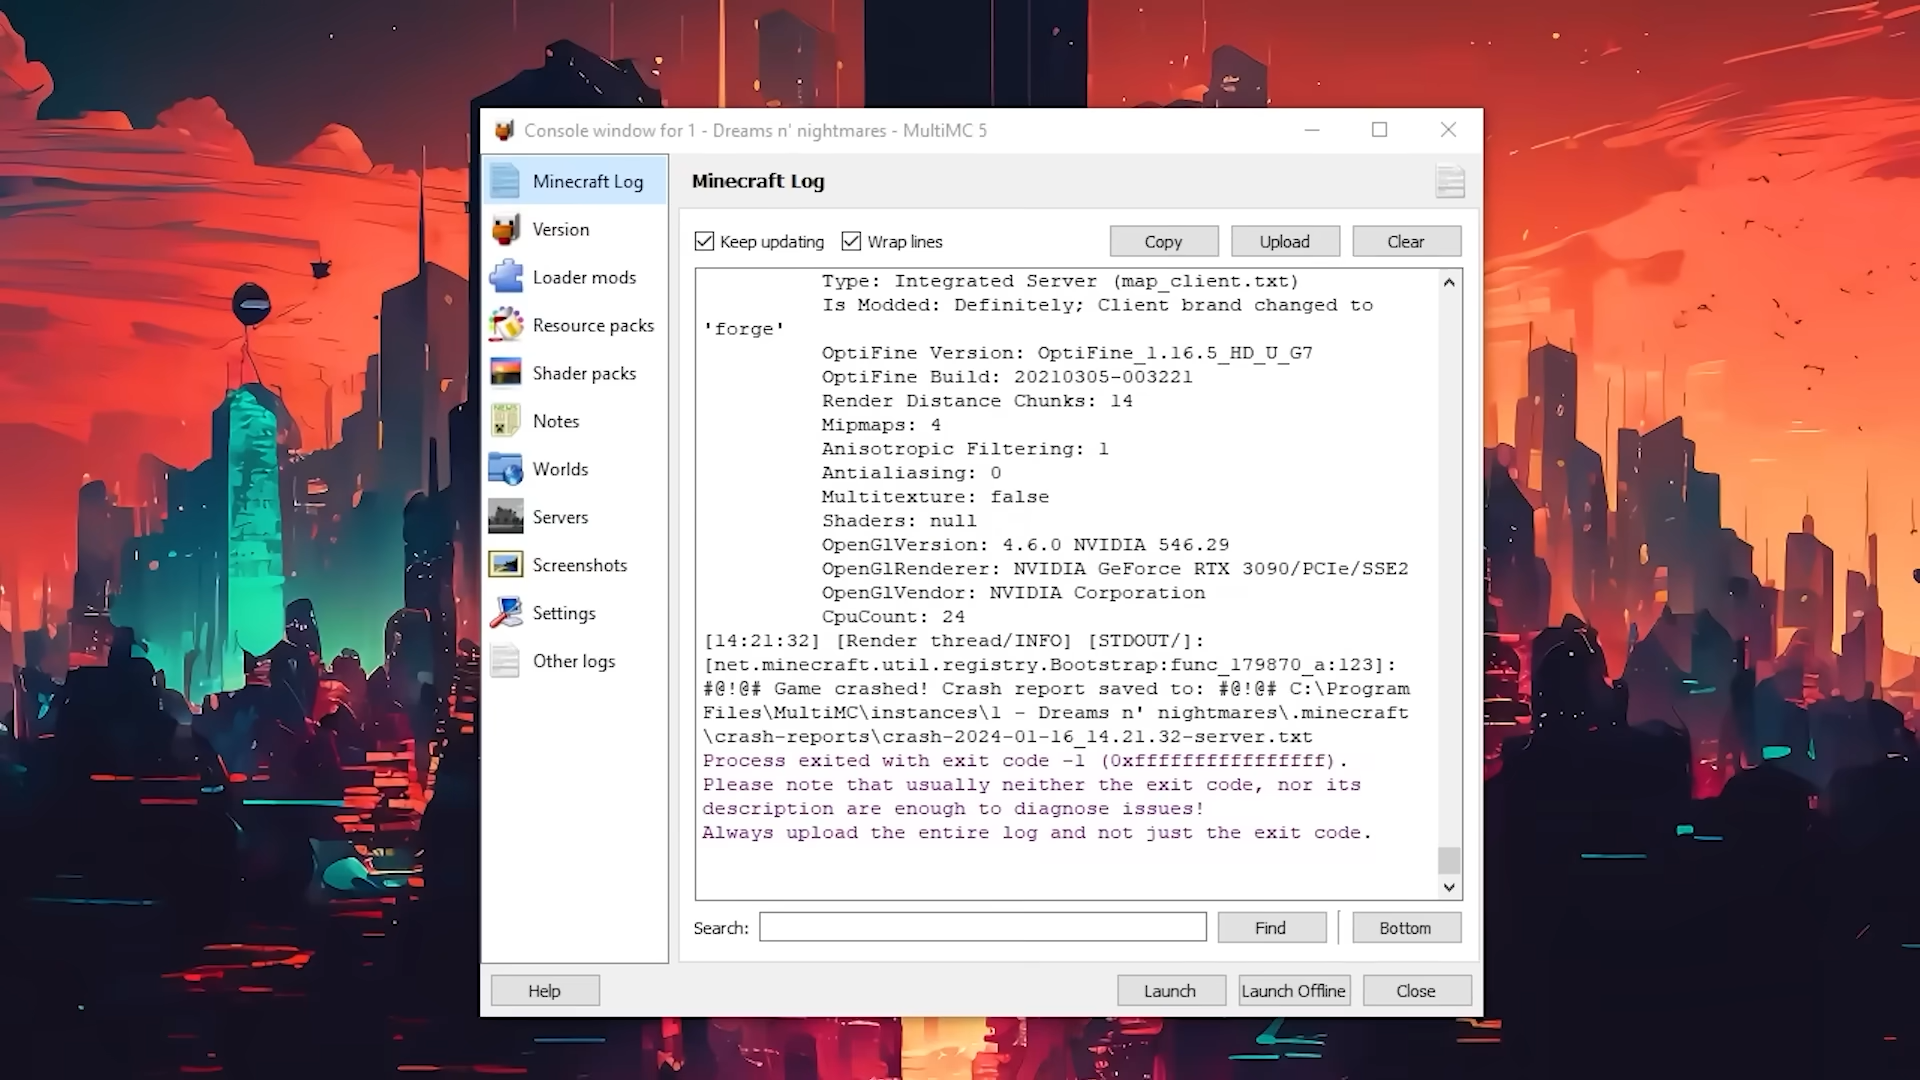 Console window for 1 - Dreams n' nightmares - MultiMC 5
Minecraft Log
Version
Loader mods
Resource packs
Shader packs
Notes
Worlds
Servers
Screenshots
Settings
Other logs
Minecraft Log
Keep updating
Wrap lines
Copy
Upload
Clear
Type: Integrated Server (map_client.txt)
Is Modded: Definitely; Client brand changed to
'forge'
OptiFine Version: OptiFine_1.16.5_HD_U_G7
OptiFine Build: 20210305-003221
Render Distance Chunks: 14
Mipmaps: 4
Anisotropic Filtering: 1
Antialiasing: 0
Multitexture: false
Shaders: null
OpenGlVersion: 4.6.0 NVIDIA 546.29
OpenGlRenderer: NVIDIA GeForce RTX 3090/PCIe/SSE2
OpenGlVendor: NVIDIA Corporation
CpuCount: 24
[14:21:32] [Render thread/INFO] [STDOUT/]:
[net.minecraft.util.registry.Bootstrap:func_179870_a:123]:
#@!@# Game crashed! Crash report saved to: #@!@# C:\Program
Files\MultiMC\instances\1 - Dreams n' nightmares\.minecraft
\crash-reports\crash-2024-01-16_14.21.32-server.txt
Process exited with exit code -1 (0xffffffffffffffff).
Please note that usually neither the exit code, nor its
description are enough to diagnose issues!
Always upload the entire log and not just the exit code.
Search:
Find
Bottom
Help
Launch
Launch Offline
Close